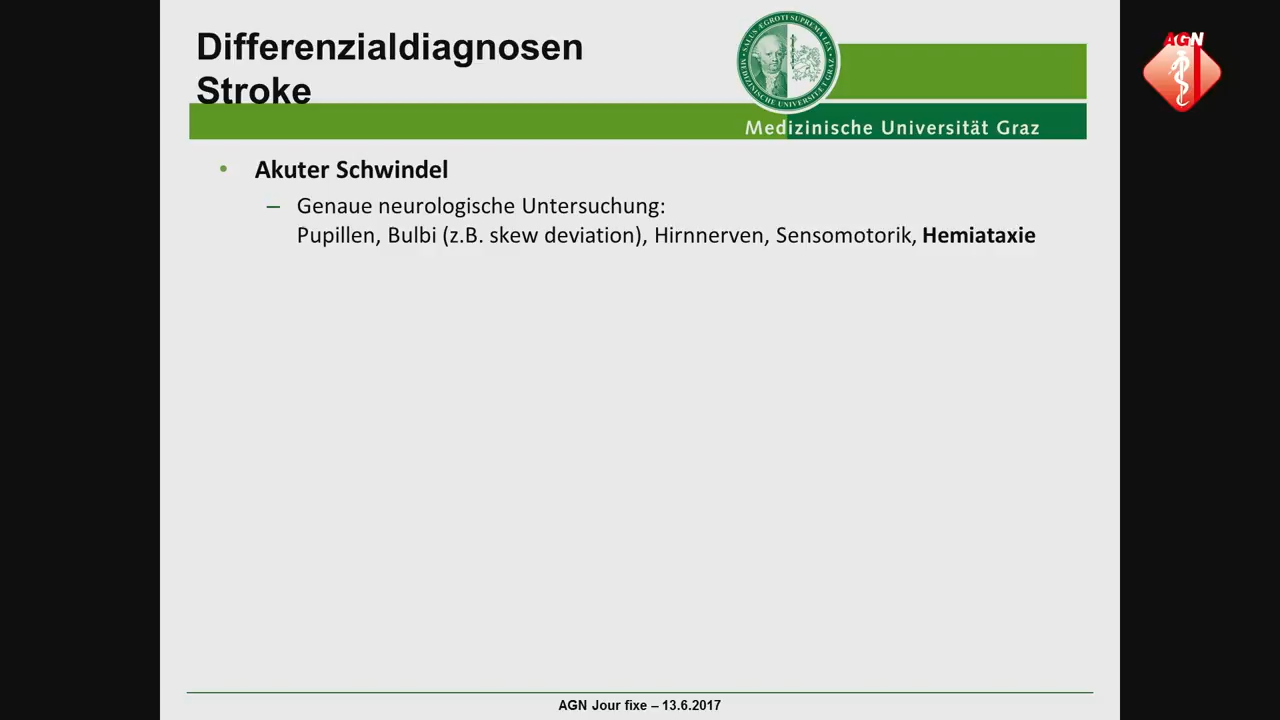 Differenzialdiagnosen
Stroke
AGN
Medizinische Universität Graz
• Akuter Schwindel
– Genaue neurologische Untersuchung:
Pupillen, Bulbi (z.B. skew deviation), Hirnnerven, Sensomotorik, Hemiataxie
AGN Jour fixe – 13.6.2017